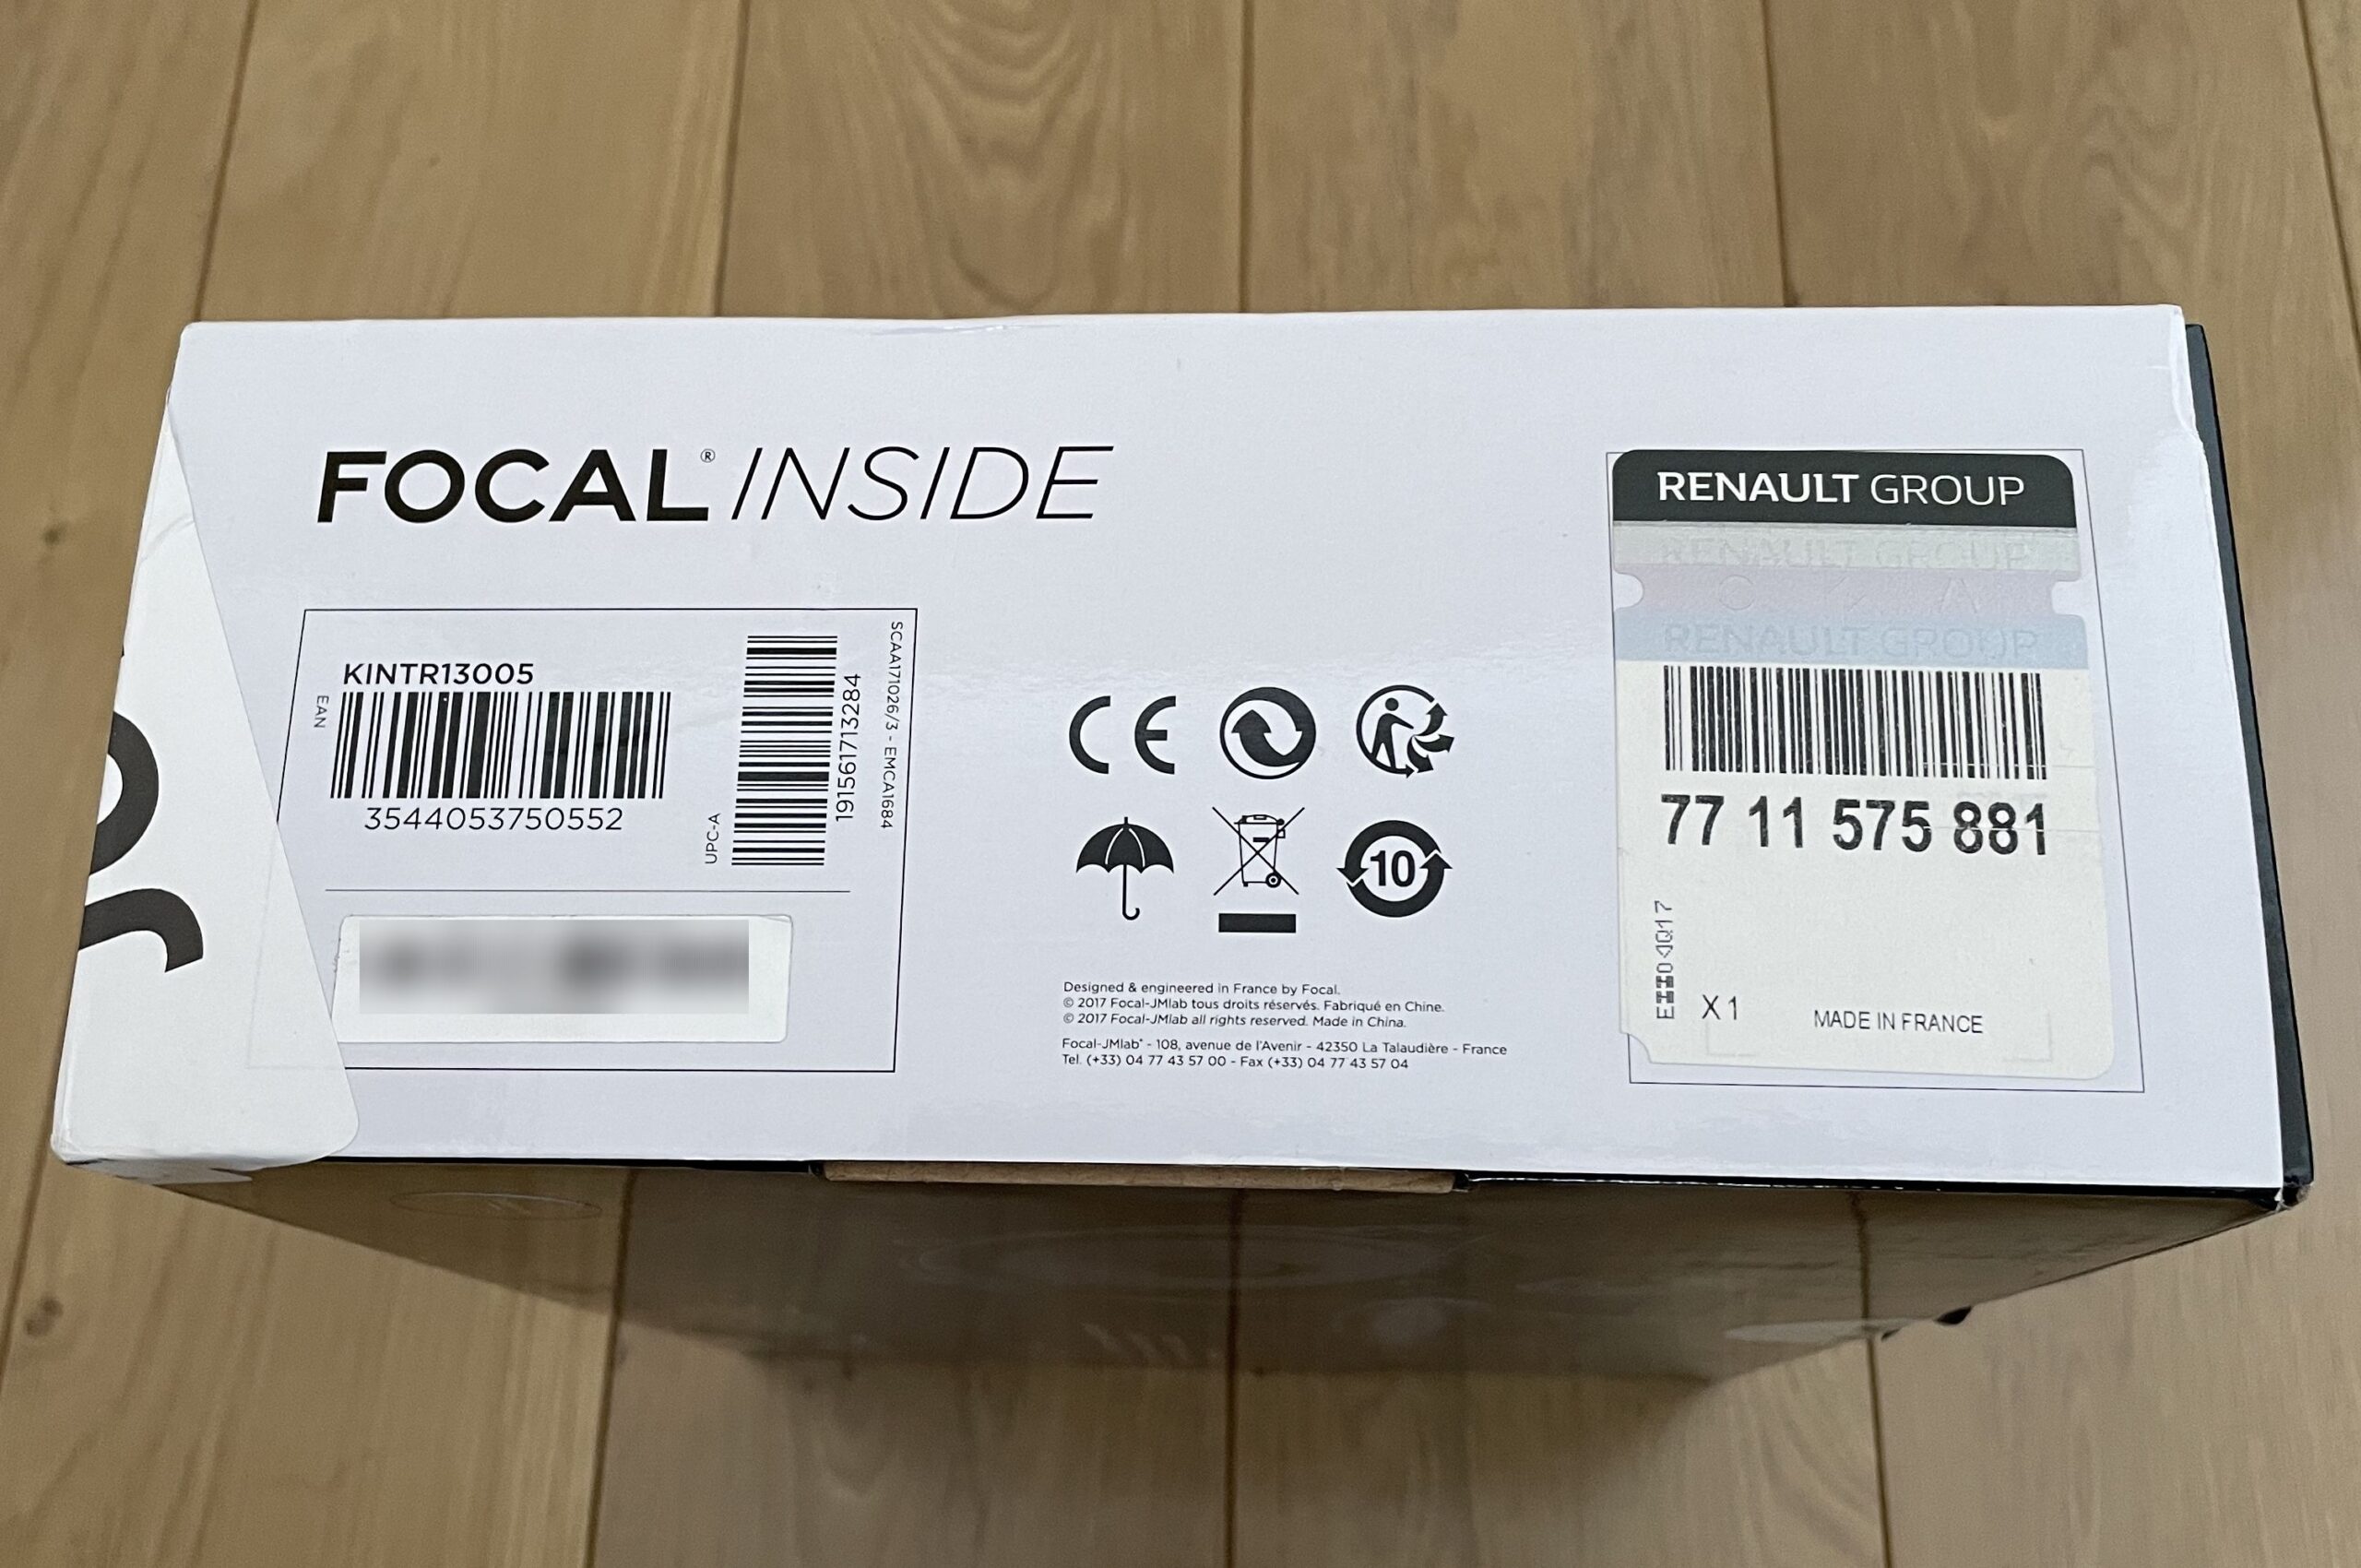 FOCAL® INSIDE
KINTR13005
EAN
3544053750552
UPC-A
191561713284
SCAA171026/3 - EMCA1684
CE
10
Designed & engineered in France by Focal.
© 2017 Focal-JMlab tous droits réservés. Fabriqué en Chine.
© 2017 Focal-JMlab all rights reserved. Made in China.
Focal-JMlab® - 108, avenue de l'Avenir - 42350 La Talaudière - France
Tel. (+33) 04 77 43 57 00 - Fax (+33) 04 77 43 57 04
RENAULT GROUP
RENAULT GROUP
RENAULT GROUP
77 11 575 881
X 1
MADE IN FRANCE